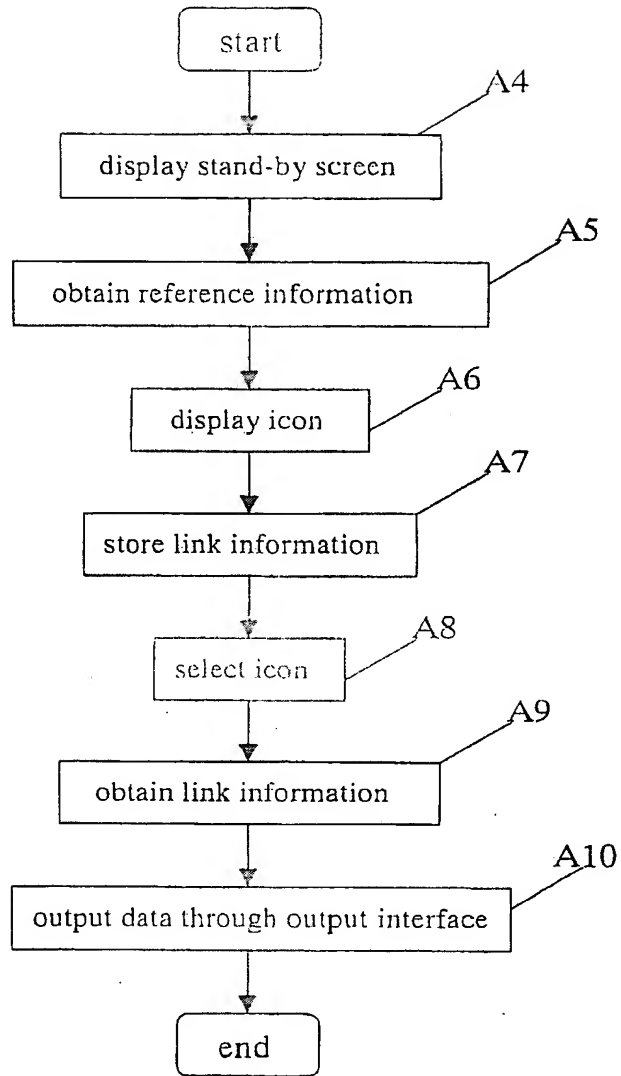 start
A4
display stand-by screen
A5
obtain reference information
A6
display icon
A7
store link information
A8
select icon
A9
obtain link information
A10
output data through output interface
end